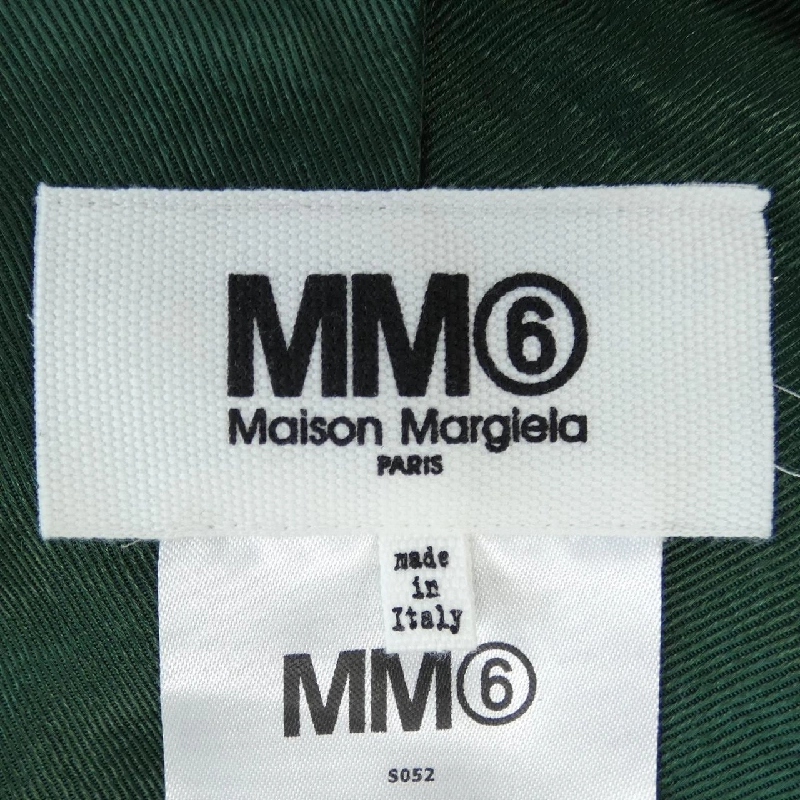 MM⑥
Maison Margiela
PARIS
made
in
Italy
MM⑥
S052